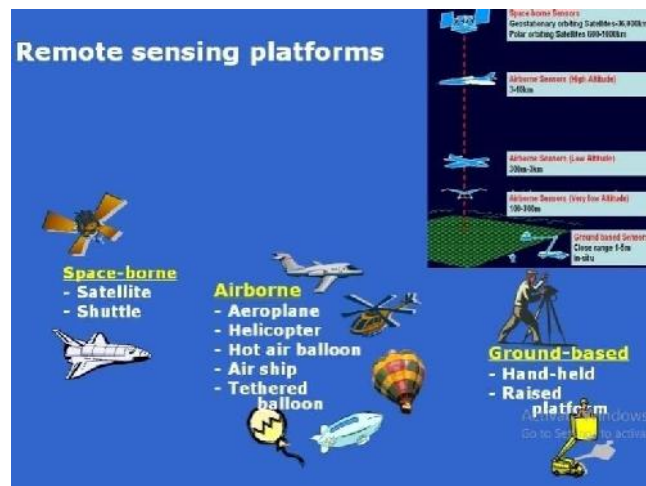 Remote sensing platforms
Space-borne Sensors
Geostationary orbiting Satellites-36,000km
Polar orbiting Satellites 600-1000km
Airborne Sensors (High Altitude)
Airborne Sensors (Low Altitude)
300m-3km
Airborne Sensors (Very low Altitude)
100-300m
Ground based Sensors
Close range 1-5m
In-situ
Space-borne
- Satellite
- Shuttle
Airborne
- Aeroplane
- Helicopter
- Hot air balloon
- Air ship
- Tethered
balloon
Ground-based
- Hand-held
- Raised
platform
Go to